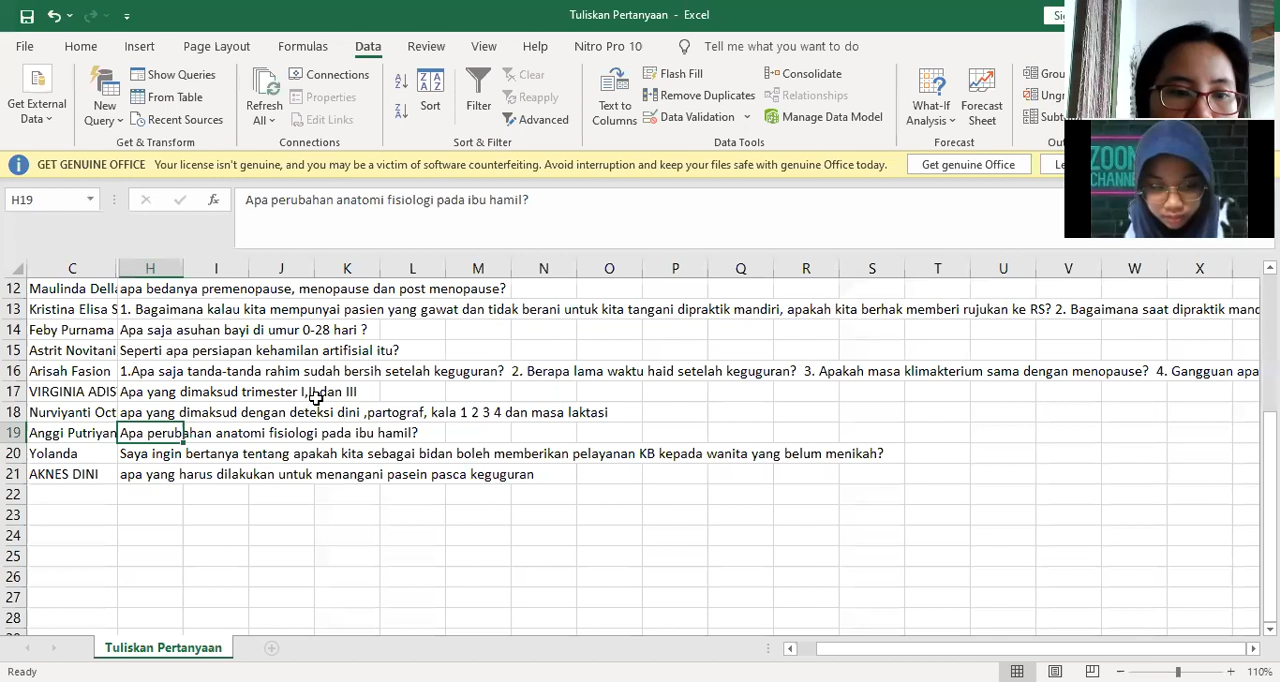 Tuliskan Pertanyaan - Excel
File Home Insert Page Layout Formulas Data Review View Help Nitro Pro 10 Tell me what you want to do
Get External Data
New Query
Show Queries
From Table
Recent Sources
Get & Transform
Refresh All
Connections
Properties
Edit Links
Connections
Sort
Filter
Clear
Reapply
Advanced
Sort & Filter
Text to Columns
Flash Fill
Remove Duplicates
Data Validation
Consolidate
Relationships
Manage Data Model
Data Tools
What-If Analysis
Forecast Sheet
Forecast
Grou
Ungr
Subt
GET GENUINE OFFICE Your license isn't genuine, and you may be a victim of software counterfeiting. Avoid interruption and keep your files safe with genuine Office today. Get genuine Office Le
H19 fx Apa perubahan anatomi fisiologi pada ibu hamil?
ZOOM
CHANNE
C H I J K L M N O P Q R S T U V W X
12 Maulinda Della apa bedanya premenopause, menopause dan post menopause?
13 Kristina Elisa S 1. Bagaimana kalau kita mempunyai pasien yang gawat dan tidak berani untuk kita tangani dipraktik mandiri, apakah kita berhak memberi rujukan ke RS? 2. Bagaimana saat dipraktik mand
14 Feby Purnama Apa saja asuhan bayi di umur 0-28 hari ?
15 Astrit Novitani Seperti apa persiapan kehamilan artifisial itu?
16 Arisah Fasion 1.Apa saja tanda-tanda rahim sudah bersih setelah keguguran? 2. Berapa lama waktu haid setelah keguguran? 3. Apakah masa klimakterium sama dengan menopause? 4. Gangguan apa
17 VIRGINIA ADIS Apa yang dimaksud trimester I,II dan III
18 Nurviyanti Oct apa yang dimaksud dengan deteksi dini ,partograf, kala 1 2 3 4 dan masa laktasi
19 Anggi Putriyan Apa perubahan anatomi fisiologi pada ibu hamil?
20 Yolanda Saya ingin bertanya tentang apakah kita sebagai bidan boleh memberikan pelayanan KB kepada wanita yang belum menikah?
21 AKNES DINI apa yang harus dilakukan untuk menangani pasein pasca keguguran
22
23
24
25
26
27
28
Tuliskan Pertanyaan
Ready 110%